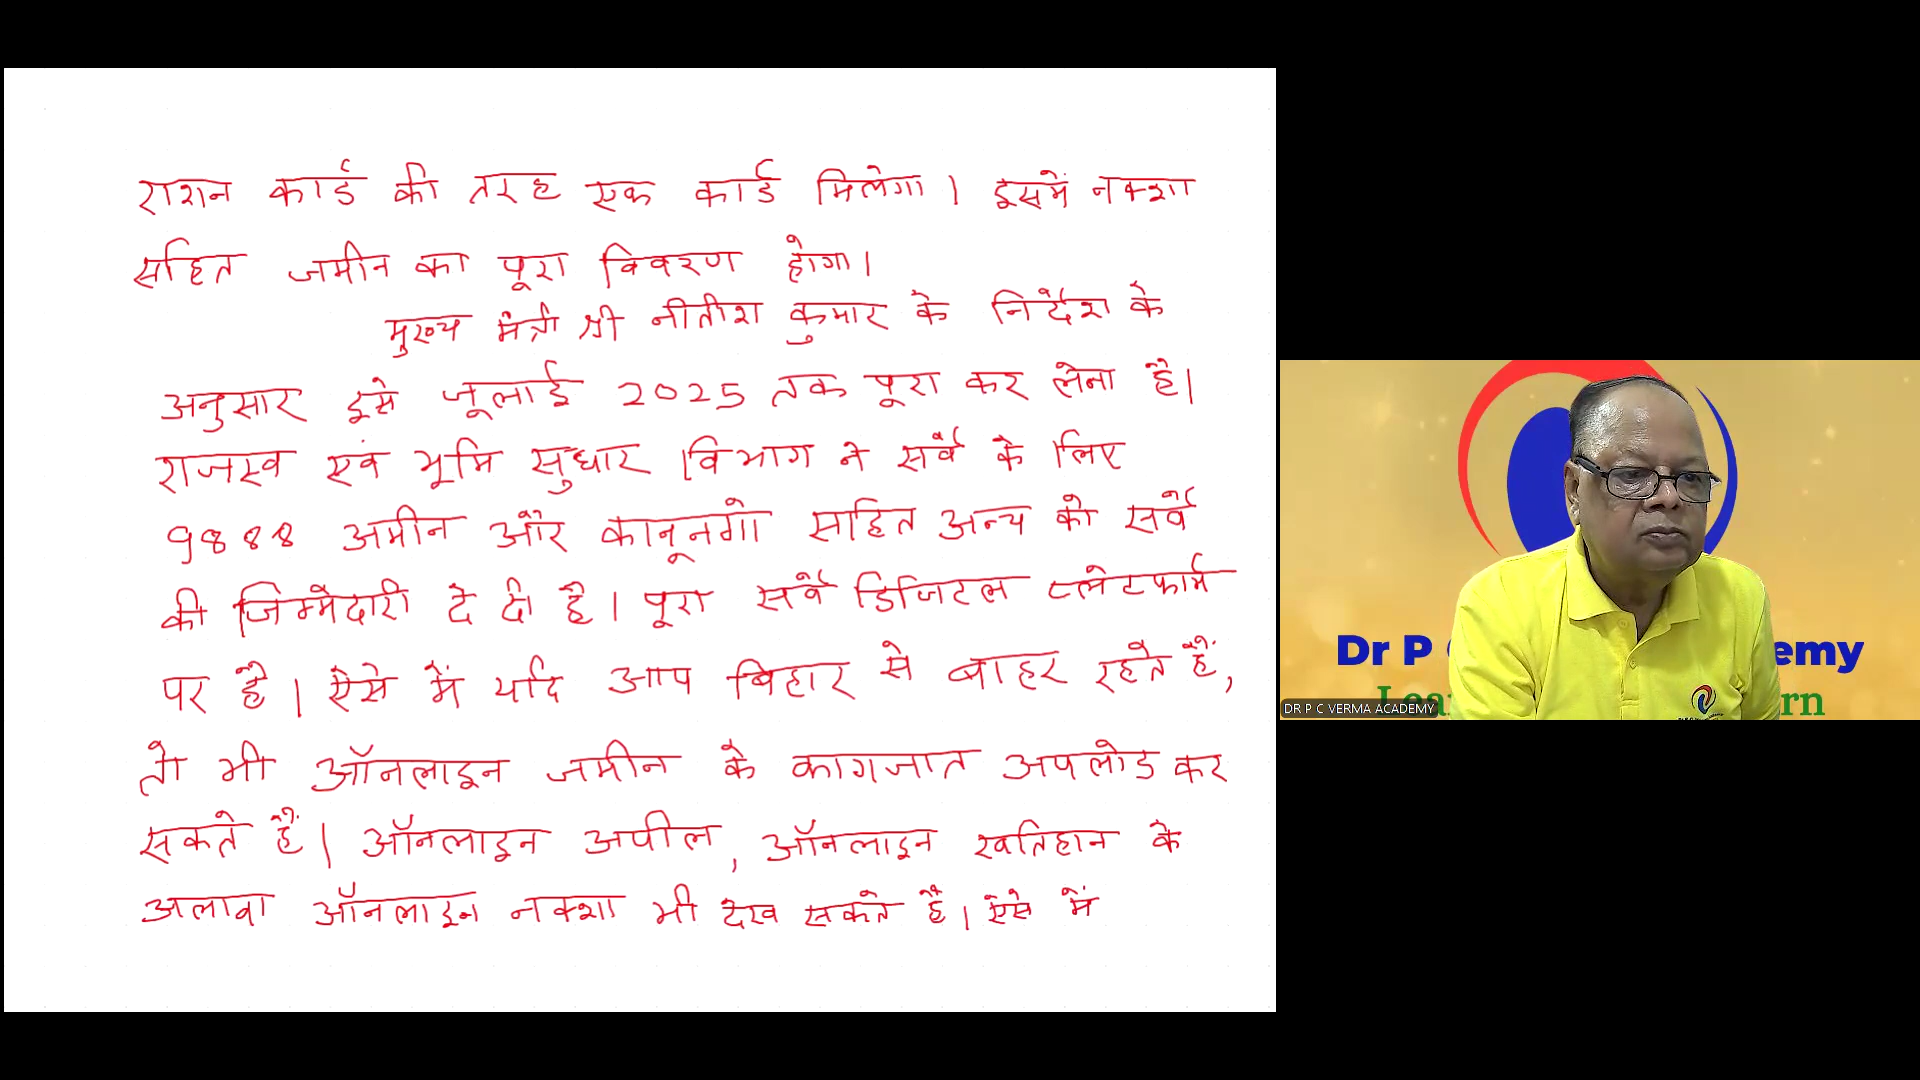 राशन कार्ड की तरह एक कार्ड मिलेगा। इसमें नक्शा
सहित जमीन का पूरा विवरण होगा।
मुख्य मंत्री श्री नीतीश कुमार के निर्देश के
अनुसार इसे जूलाई 2025 तक पूरा कर लेना है।
राजस्व एवं भूमि सुधार विभाग ने सर्वे के लिए
9888 अमीन और कानूनगो सहित अन्य को सर्वे
की जिम्मेदारी दे दी है। पूरा सर्वे डिजिटल प्लेटफार्म
पर है। ऐसे में यदि आप बिहार से बाहर रहते हैं,
तो भी ऑनलाइन जमीन के कागजात अपलोड कर
सकते हैं। ऑनलाइन अपील, ऑनलाइन खतिहान के
अलावा ऑनलाइन नक्शा भी देख सकते है। ऐसे में
Dr P emy
rn
DR P C VERMA ACADEMY